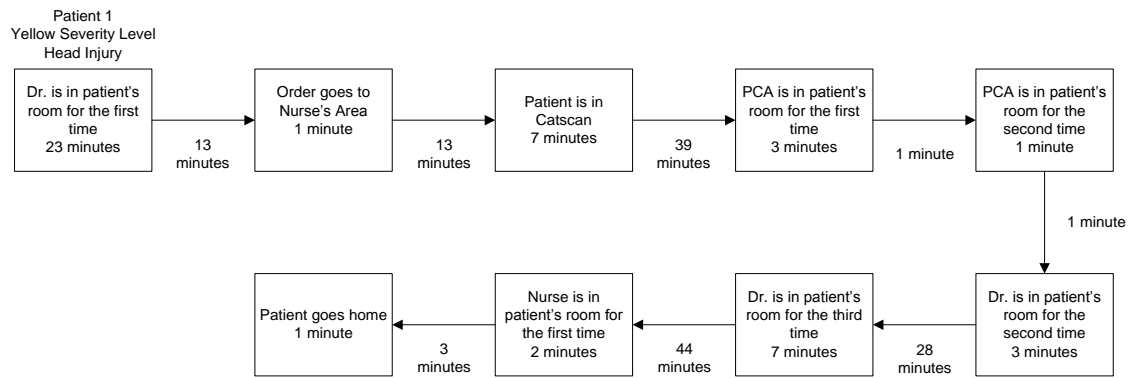 Patient 1
Yellow Severity Level
Head Injury
Dr. is in patient's
room for the first
time
23 minutes
13
minutes
Order goes to
Nurse's Area
1 minute
13
minutes
Patient is in
Catscan
7 minutes
39
minutes
PCA is in patient's
room for the first
time
3 minutes
1 minute
PCA is in patient's
room for the
second time
1 minute
1 minute
Dr. is in patient's
room for the
second time
3 minutes
28
minutes
Dr. is in patient's
room for the third
time
7 minutes
44
minutes
Nurse is in
patient's room for
the first time
2 minutes
3
minutes
Patient goes home
1 minute